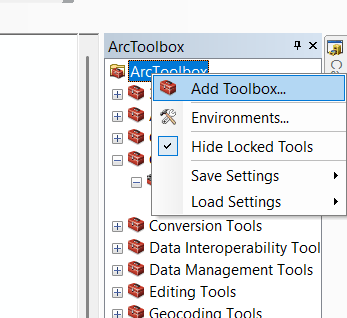 ArcToolbox
ArcToolbox
Add Toolbox...
Environments...
Hide Locked Tools
Save Settings
Load Settings
Conversion Tools
Data Interoperability Tool
Data Management Tools
Editing Tools
Geocoding Tools